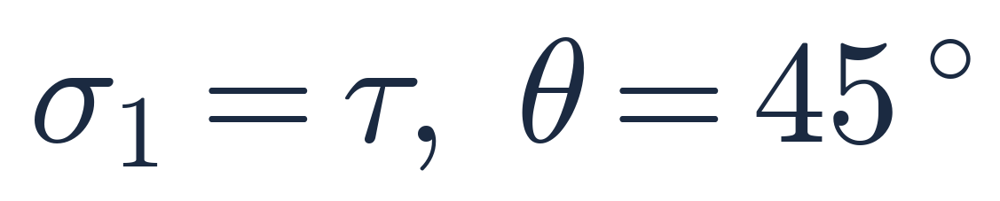 σ₁ = τ, θ = 45°